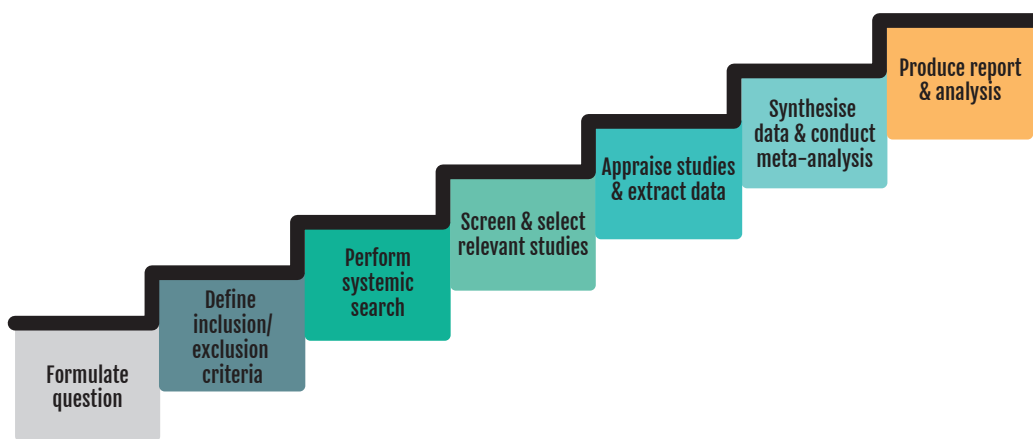 Formulate
question
Define
inclusion/
exclusion
criteria
Perform
systemic
search
Screen & select
relevant studies
Appraise studies
& extract data
Synthesise
data & conduct
meta-analysis
Produce report
& analysis